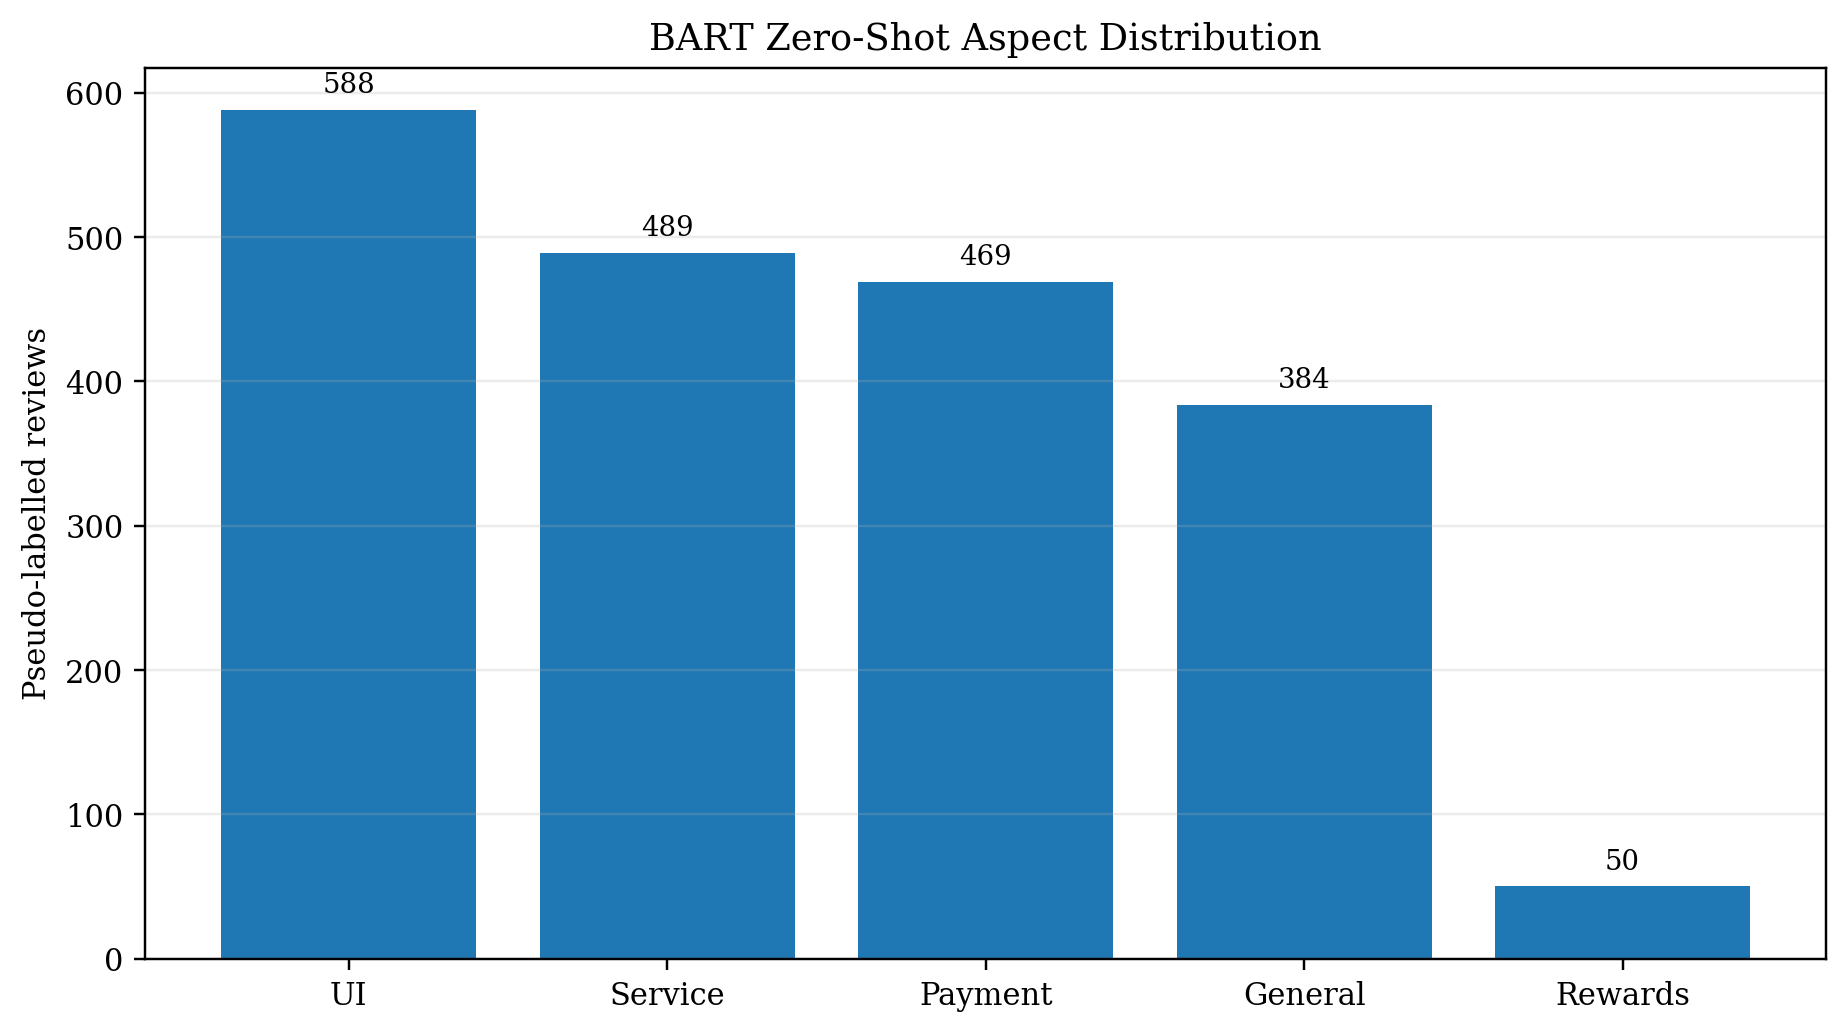 BART Zero-Shot Aspect Distribution
Pseudo-labelled reviews
600
500
400
300
200
100
0
588
489
469
384
50
UI
Service
Payment
General
Rewards